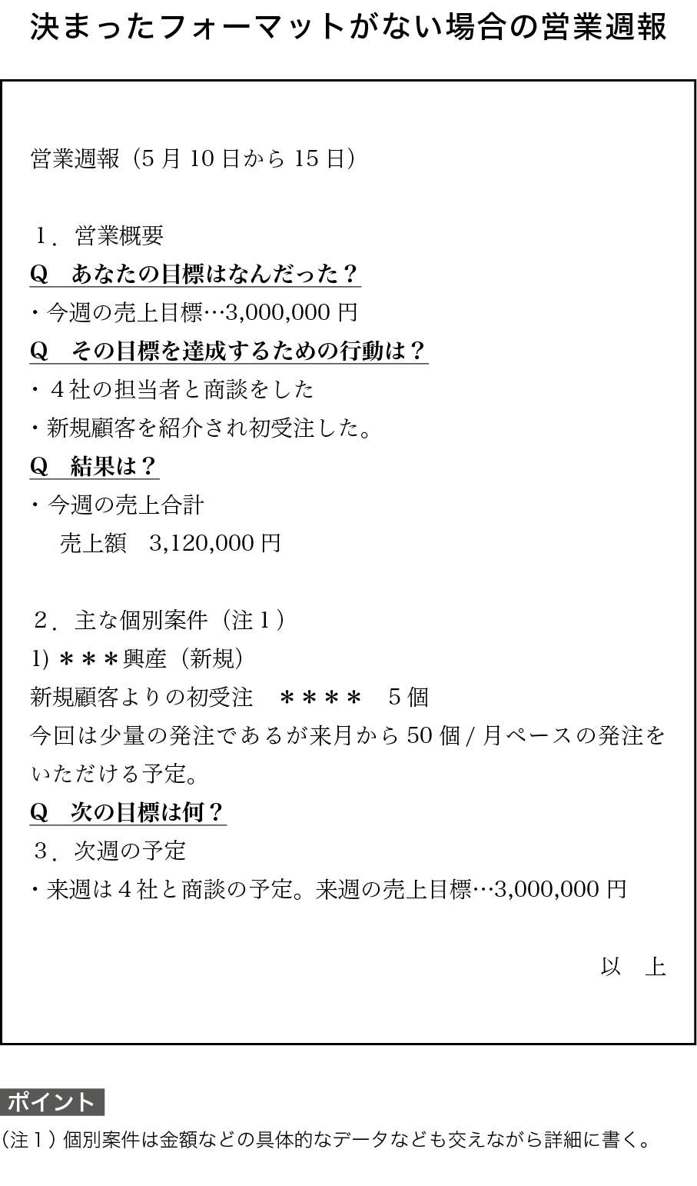 決まったフォーマットがない場合の営業週報
営業週報（5 月 10 日から 15 日）
１．営業概要
Q　あなたの目標はなんだった？
・今週の売上目標…3,000,000 円
Q　その目標を達成するための行動は？
・４社の担当者と商談をした
・新規顧客を紹介され初受注した。
Q　結果は？
・今週の売上合計
売上額　3,120,000 円
２．主な個別案件（注１）
1) ＊＊＊興産（新規）
新規顧客よりの初受注　＊＊＊＊　５個
今回は少量の発注であるが来月から 50 個 / 月ペースの発注を
いただける予定。
Q　次の目標は何？
３．次週の予定
・来週は４社と商談の予定。来週の売上目標…3,000,000 円
以　上
ポイント
（注１）個別案件は金額などの具体的なデータなども交えながら詳細に書く。